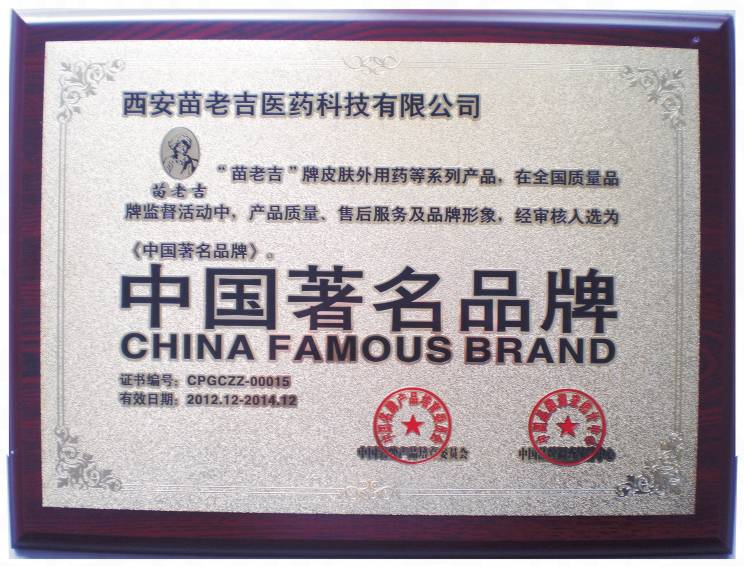 西安苗老吉医药科技有限公司
苗老吉
“苗老吉”牌皮肤外用药等系列产品，在全国质量品
牌监督活动中，产品质量、售后服务及品牌形象，经审核人选为
《中国著名品牌》。
中国著名品牌
CHINA FAMOUS BRAND
证书编号：CPGCZZ-00015
有效日期：2012.12-2014.12